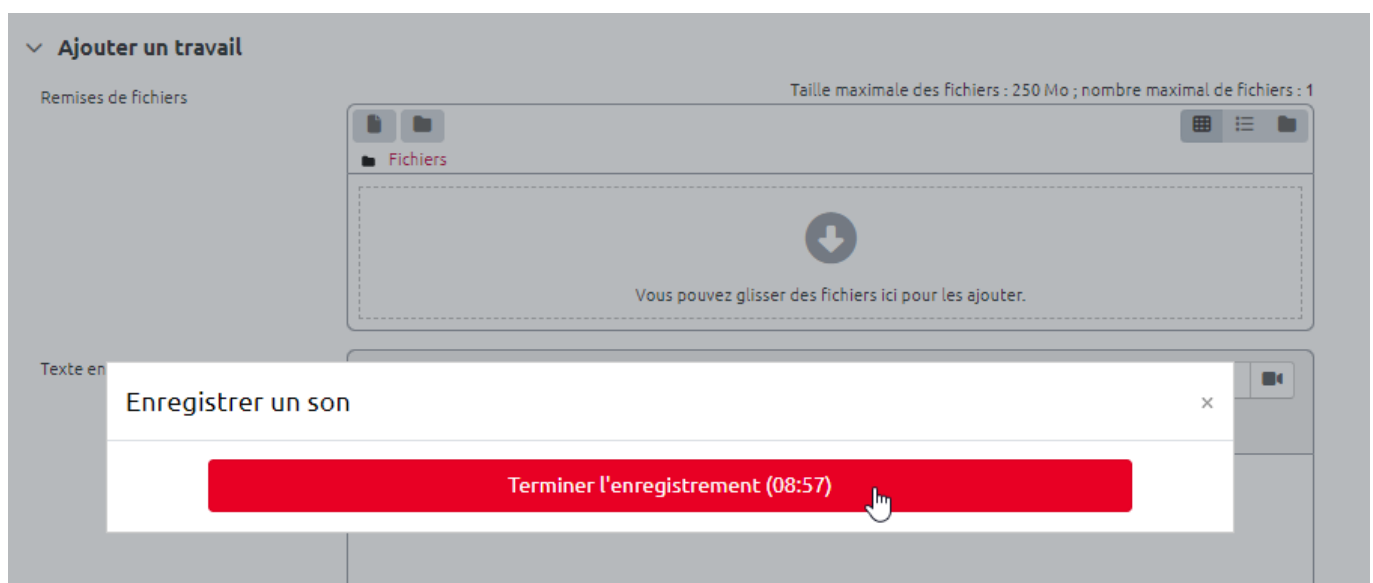 Ajouter un travail
Remises de fichiers
Taille maximale des fichiers : 250 Mo ; nombre maximal de fichiers : 1
Fichiers
Vous pouvez glisser des fichiers ici pour les ajouter.
Texte en
Enregistrer un son
×
Terminer l'enregistrement (08:57)